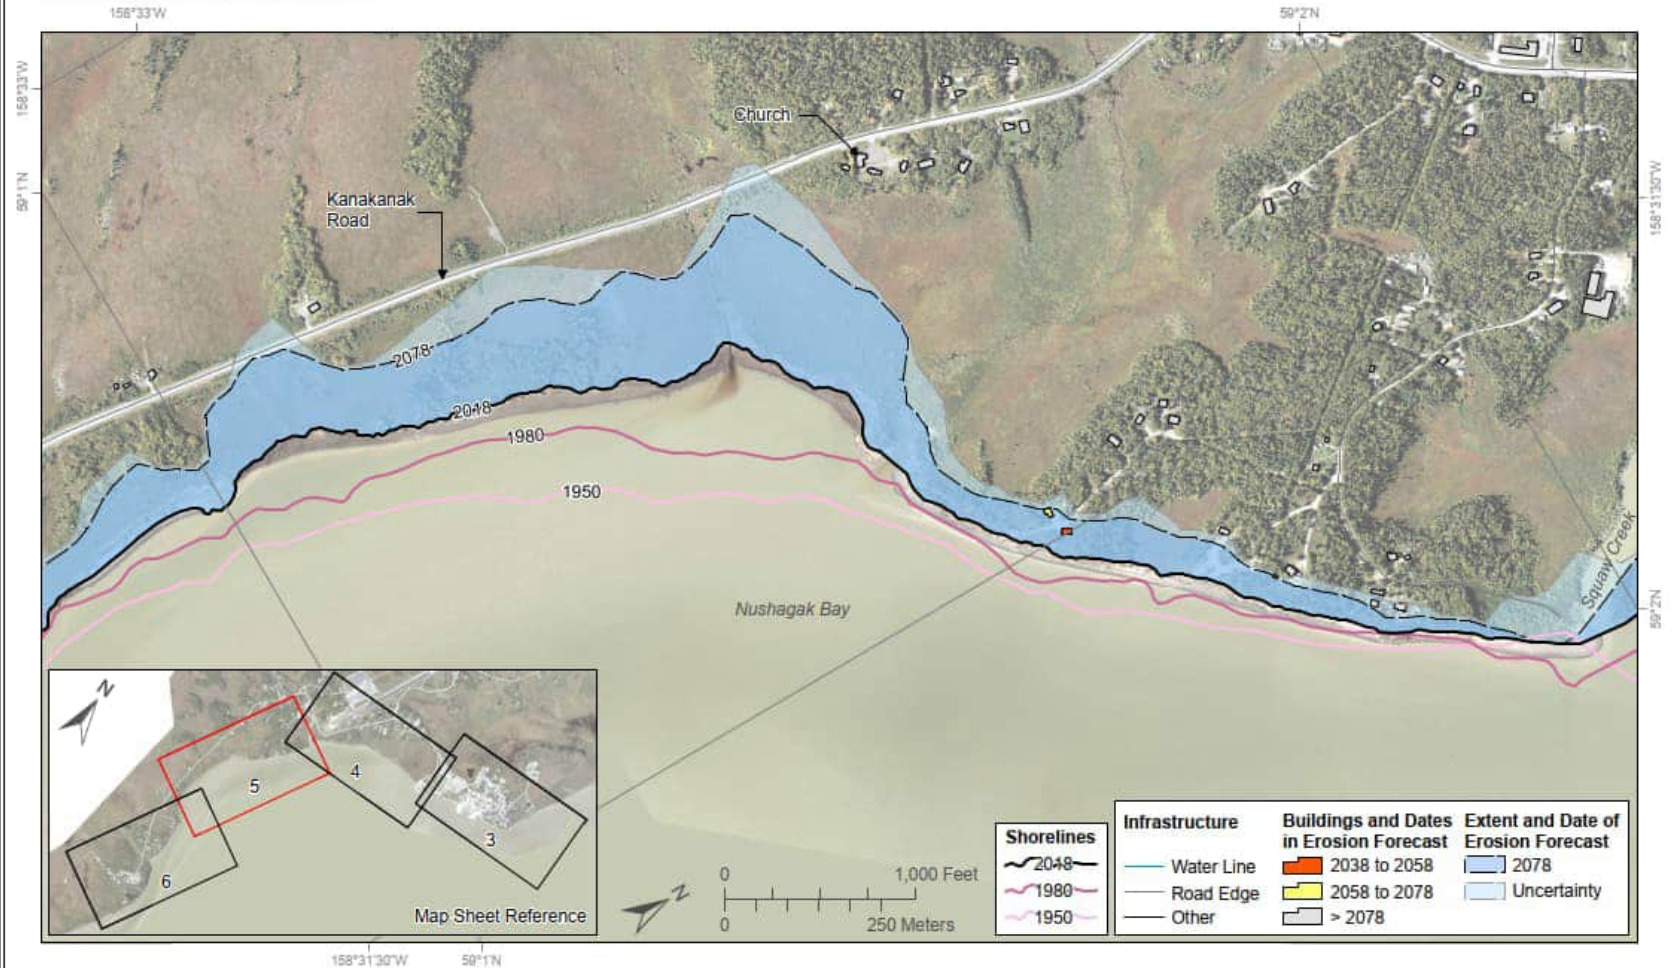 158°33'W
59°2'N
158°33'W
59°1'N
158°31'30"W
59°2'N
Church
Kanakanak
Road
2078
2018
1980
1950
Nushagak Bay
Squaw Creek
N
5
4
3
6
Map Sheet Reference
N
0
1,000 Feet
0
250 Meters
Shorelines
2018
1980
1950
Infrastructure
Water Line
Road Edge
Other
Buildings and Dates
in Erosion Forecast
2038 to 2058
2058 to 2078
> 2078
Extent and Date of
Erosion Forecast
2078
Uncertainty
158°31'30"W
59°1'N